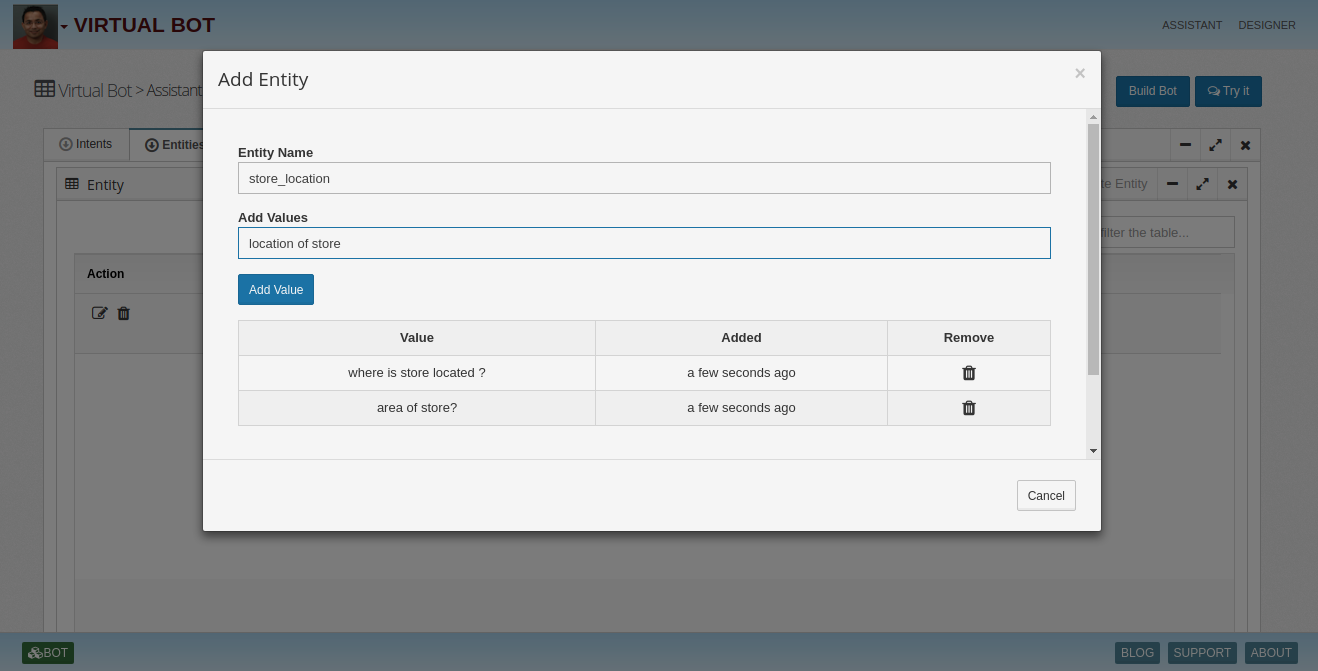 VIRTUAL BOT
ASSISTANT DESIGNER
Add Entity
×
Virtual Bot > Assistant
Build Bot Try it
Intents Entities
Entity
te Entity
filter the table...
Action
Entity Name
store_location
Add Values
location of store
Add Value
Value Added Remove
where is store located ? a few seconds ago
area of store? a few seconds ago
Cancel
BOT
BLOG SUPPORT ABOUT